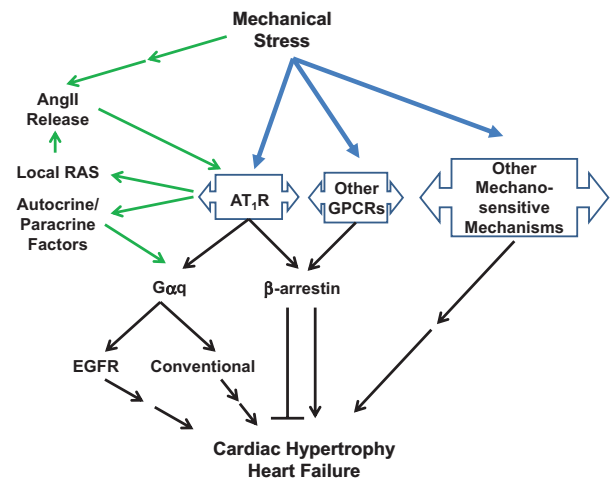 Mechanical
Stress
AngII
Release
Local RAS
Autocrine/
Paracrine
Factors
AT₁R
Other
GPCRs
Other
Mechano-
sensitive
Mechanisms
Gαq
β-arrestin
EGFR
Conventional
Cardiac Hypertrophy
Heart Failure